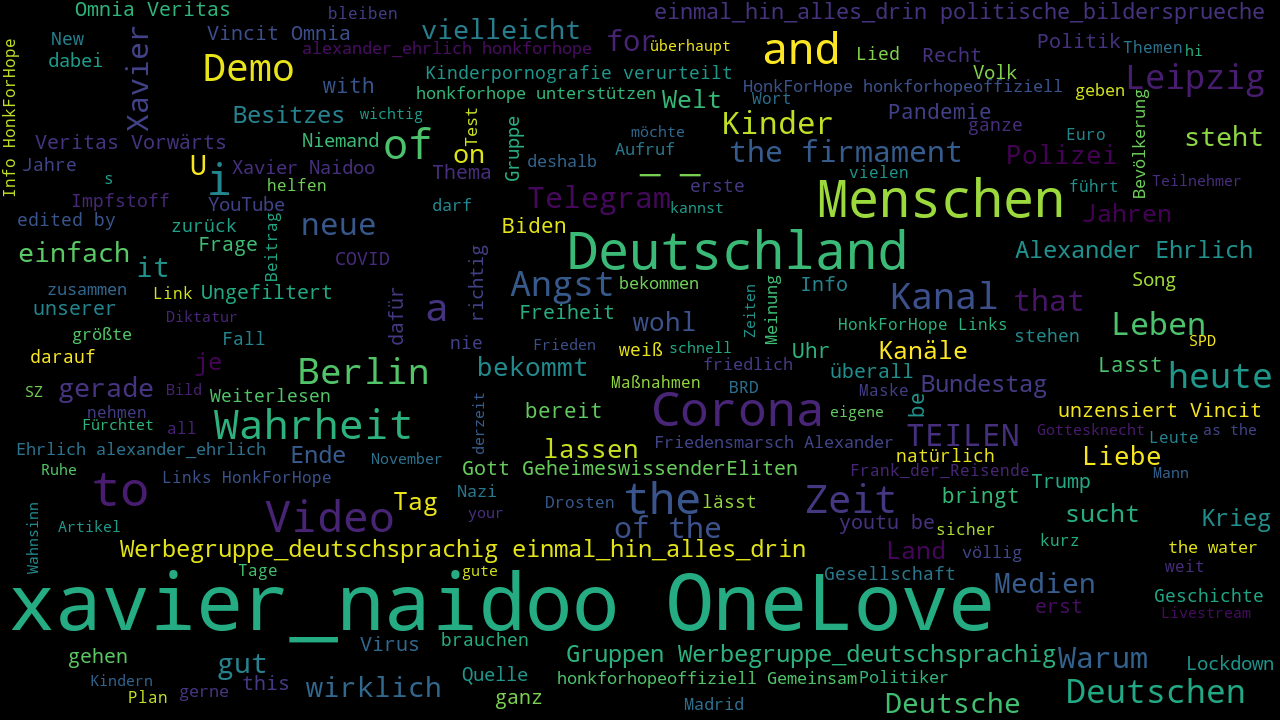 Omnia Veritas
bleiben
einmal_hin_alles_drin politische_bildersprueche
New
Vincit Omnia
vielleicht
for
Xavier
alexander_ehrlich honkforhope
überhaupt
and
Lied
Recht
Politik
Themen
hi
dabei
Demo
Kinderpornografie verurteilt
Volk
Leipzig
Info HonkForHope
with
honkforhope unterstützen
Welt
HonkForHope honkforhopeoffiziell
geben
Wort
Besitzes
wichtig
Test
Gruppe
Kinder
Pandemie
ganze
Bevölkerung
Euro
steht
Veritas Vorwärts
Niemand
of
on
möchte
Aufruf
the firmament
Polizei
Jahre
U
i
Xavier Naidoo
Thema
deshalb
_ _
vielen
s
helfen
erste
führt
Teilnehmer
Impfstoff
YouTube
darf
Telegram
kannst
Menschen
Jahren
edited by
zurück
Beitrag
neue
Biden
Deutschland
einfach
it
Frage
COVID
richtig
Alexander Ehrlich
zusammen
Link
Ungefiltert
dafür
a
Angst
bekommen
Zeiten
Meinung
Info
Kanal
that
Song
unserer
Diktatur
Freiheit
wohl
HonkForHope Links
Leben
größte
Fall
nie
Frieden
weiß
schnell
Uhr
Kanäle
stehen
SPD
darauf
je
Berlin
bekommt
friedlich
überall
Lasst
heute
SZ
gerade
Bild
Weiterlesen
Maßnahmen
BRD
Maske
Bundestag
nehmen
Fürchtet
all
Wahrheit
derzeit
bereit
Corona
eigene
be
unzensiert Vincit
Ehrlich alexander_ehrlich
Ende
lassen
Friedensmarsch Alexander
TEILEN
Gottesknecht
Leute
as the
Ruhe
Links HonkForHope
November
Gott GeheimeswissenderEliten
natürlich
Frank_der_Reisende
Liebe
Mann
to
Video
Tag
Nazi
your
Drosten
the
lässt
Zeit
bringt
Trump
sucht
Krieg
Wahnsinn
Artikel
of the
youtu be
sicher
kurz
Werbegruppe_deutschsprachig einmal_hin_alles_drin
Land
völlig
the water
Tage
gute
Gesellschaft
weit
xavier_naidoo OneLove
Medien
erst
Geschichte
Livestream
Virus
brauchen
gehen
gut
Gruppen Werbegruppe_deutschsprachig
Warum
Lockdown
Kindern
Plan
gerne
this
wirklich
Quelle
ganz
honkforhopeoffiziell Gemeinsam
Politiker
Madrid
Deutsche
Deutschen